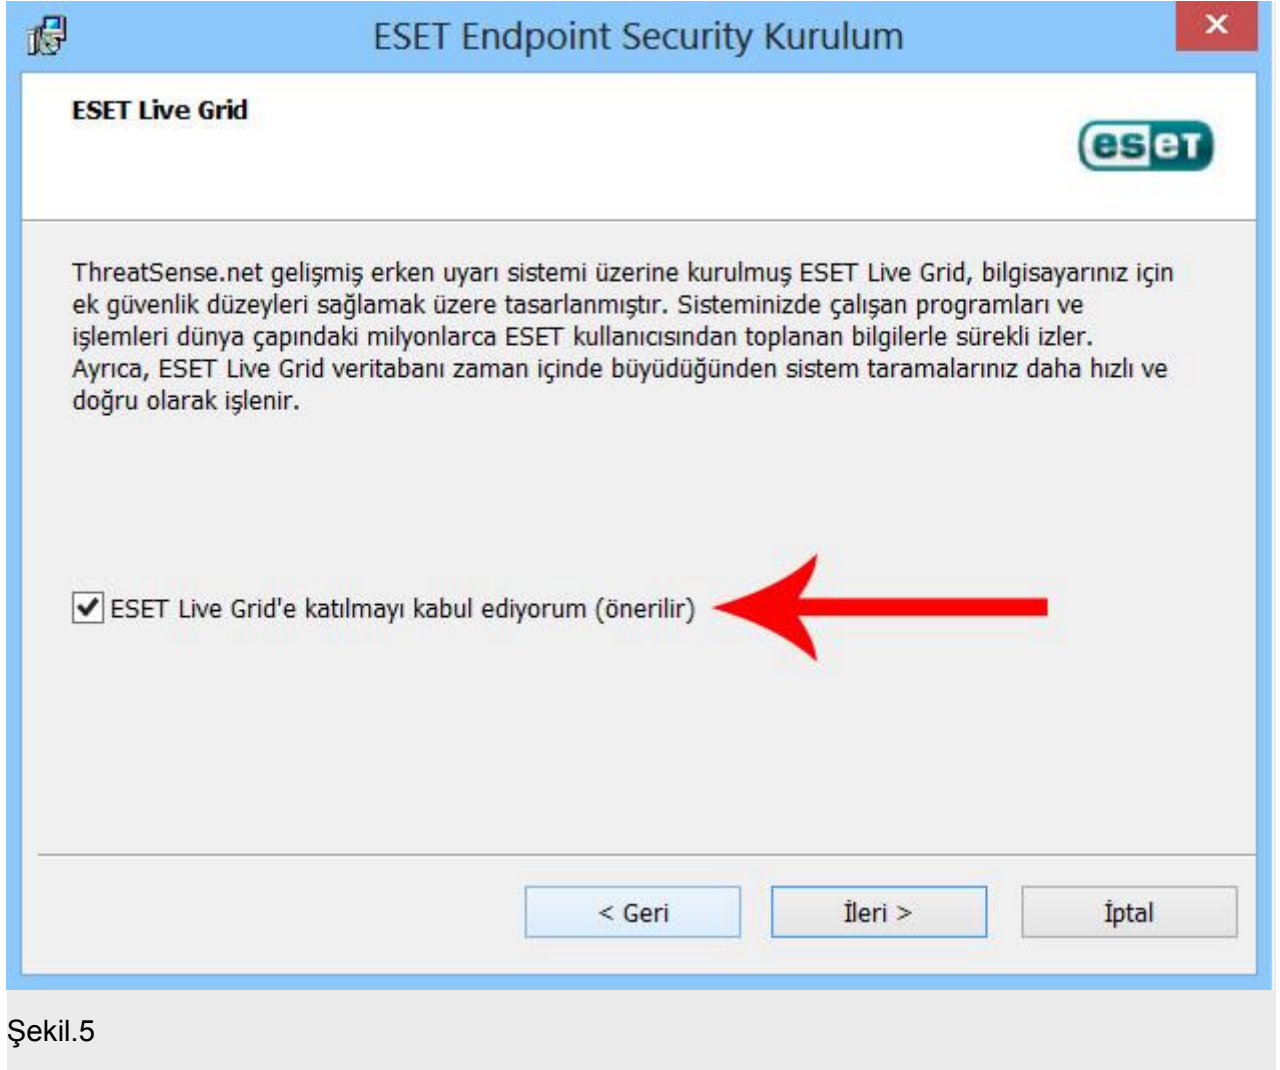 ESET Endpoint Security Kurulum
ESET Live Grid
eset
ThreatSense.net gelişmiş erken uyarı sistemi üzerine kurulmuş ESET Live Grid, bilgisayarınız için
ek güvenlik düzeyleri sağlamak üzere tasarlanmıştır. Sisteminizde çalışan programları ve
işlemleri dünya çapındaki milyonlarca ESET kullanıcısından toplanan bilgilerle sürekli izler.
Ayrıca, ESET Live Grid veritabanı zaman içinde büyüdüğünden sistem taramalarınız daha hızlı ve
doğru olarak işlenir.
ESET Live Grid'e katılmayı kabul ediyorum (önerilir)
< Geri İleri > İptal
Şekil.5